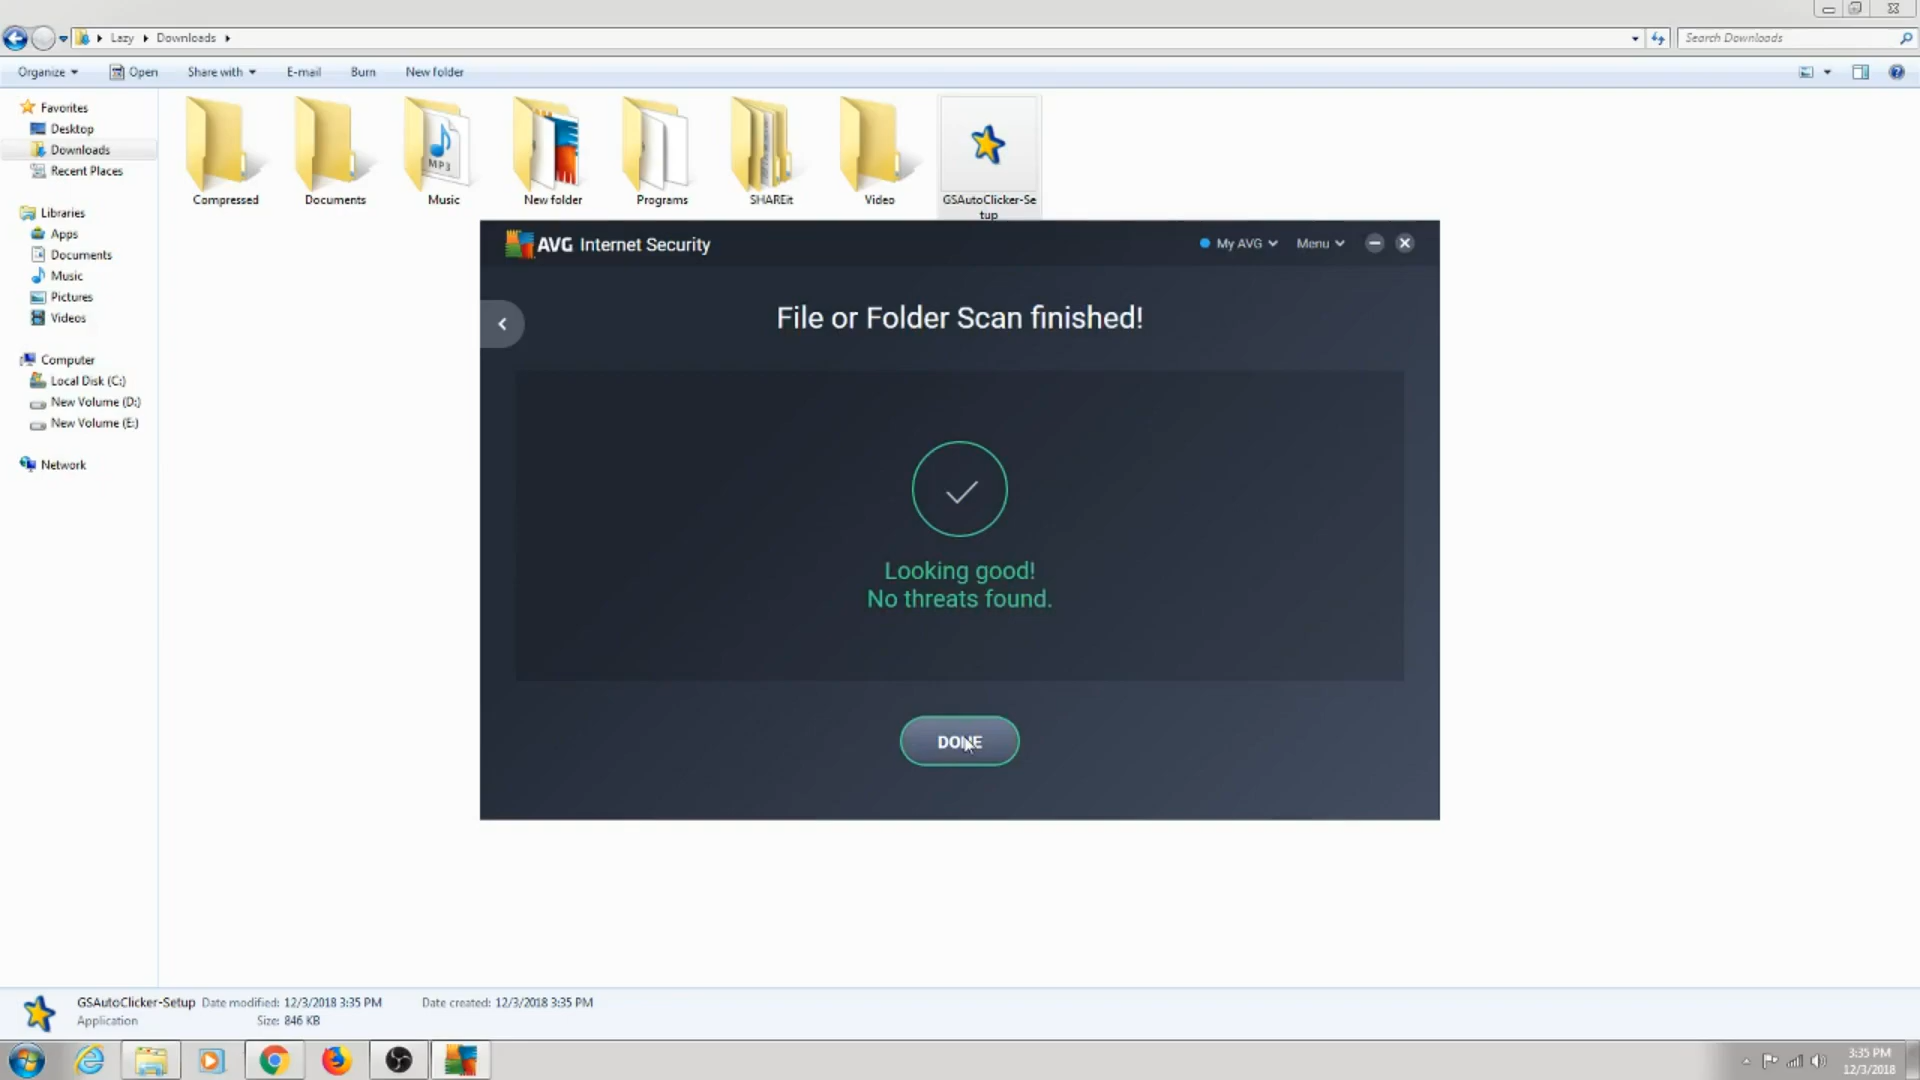 Lazy Downloads
Search Downloads
Organize Open Share with E-mail Burn New folder
Favorites
Desktop
Downloads
Recent Places
Libraries
Apps
Documents
Music
Pictures
Videos
Computer
Local Disk (C:)
New Volume (D:)
New Volume (E:)
Network
MP3
Compressed Documents Music New folder Programs SHAREit Video GSAutoClicker-Se
tup
AVG Internet Security
My AVG Menu
File or Folder Scan finished!
Looking good!
No threats found.
DONE
GSAutoClicker-Setup Date modified: 12/3/2018 3:35 PM Date created: 12/3/2018 3:35 PM
Application Size: 846 KB
3:35 PM
12/3/2018